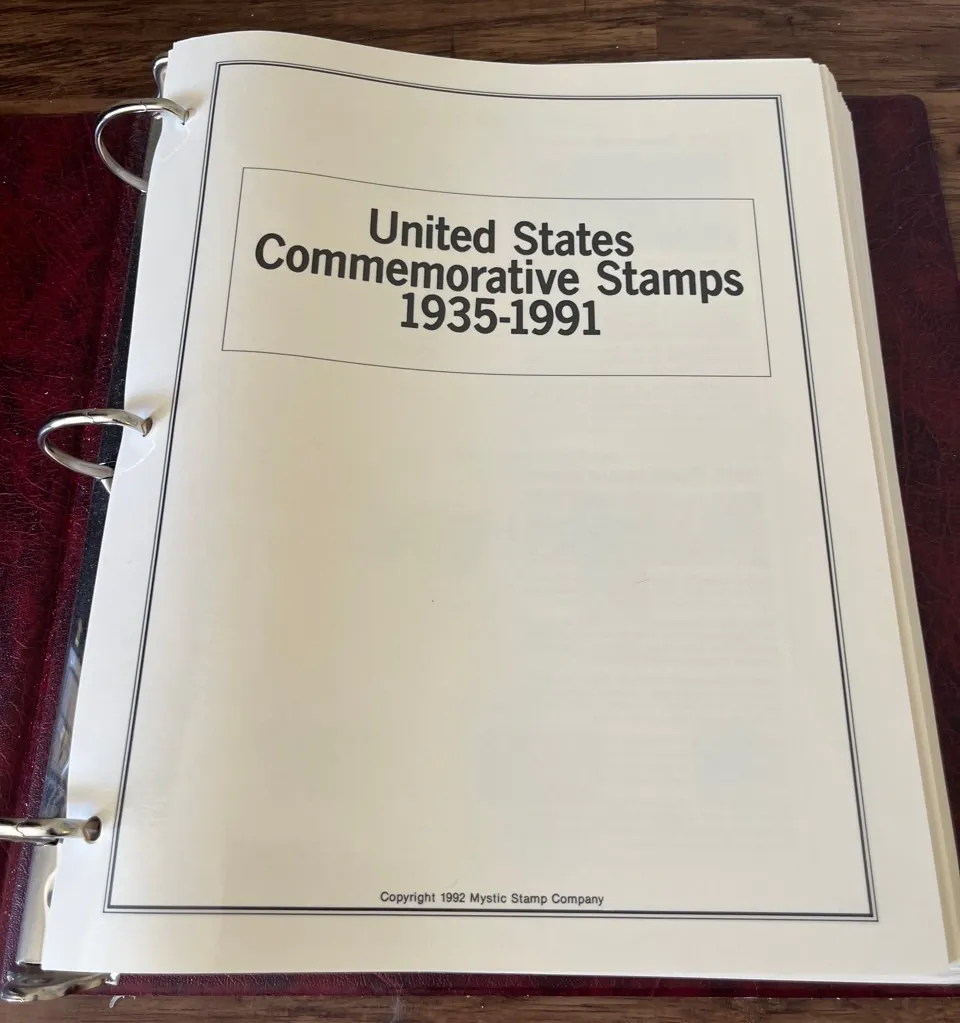 United States
Commemorative Stamps
1935-1991
Copyright 1992 Mystic Stamp Company